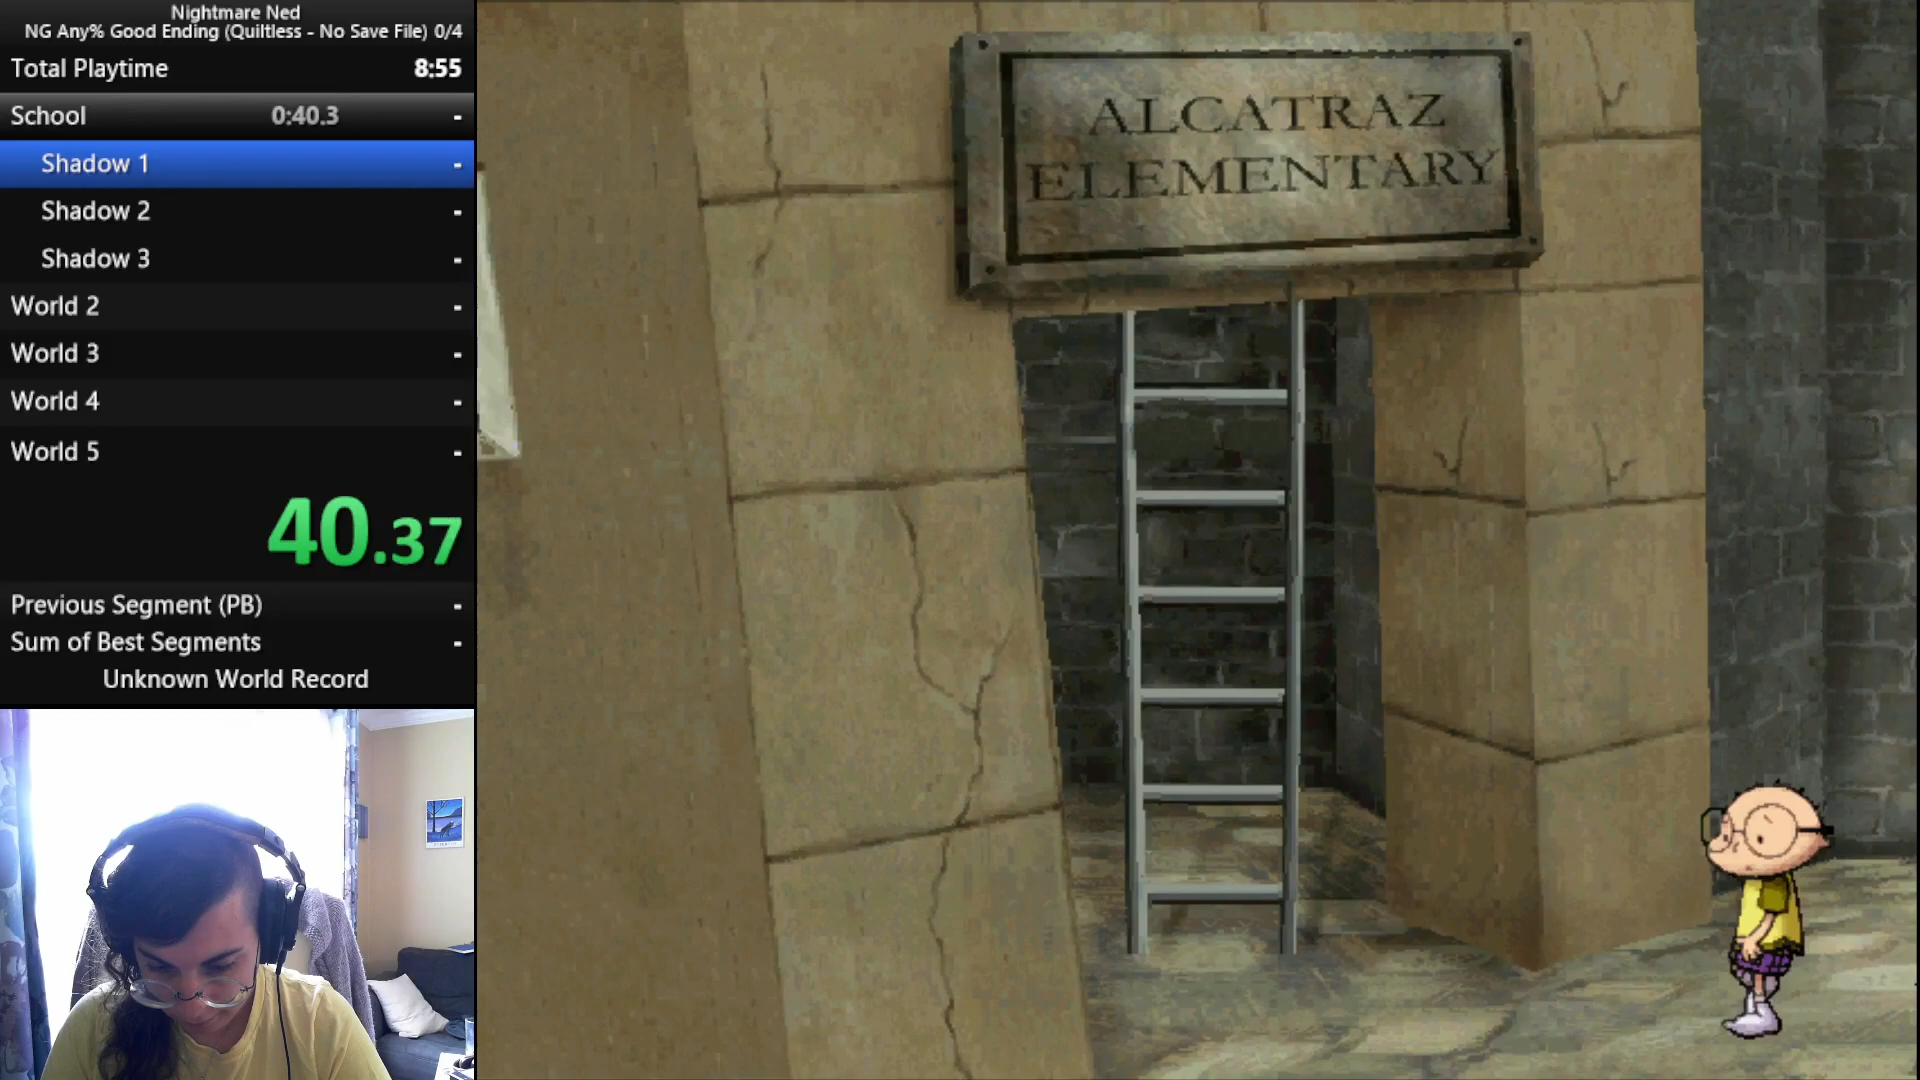 Nightmare Ned
NG Any% Good Ending (Quiltless - No Save File) 0/4
Total Playtime 8:55
School 0:40.3 -
Shadow 1 -
Shadow 2 -
Shadow 3 -
World 2 -
World 3 -
World 4 -
World 5 -
40.37
Previous Segment (PB) -
Sum of Best Segments -
Unknown World Record
ALCATRAZ
ELEMENTARY